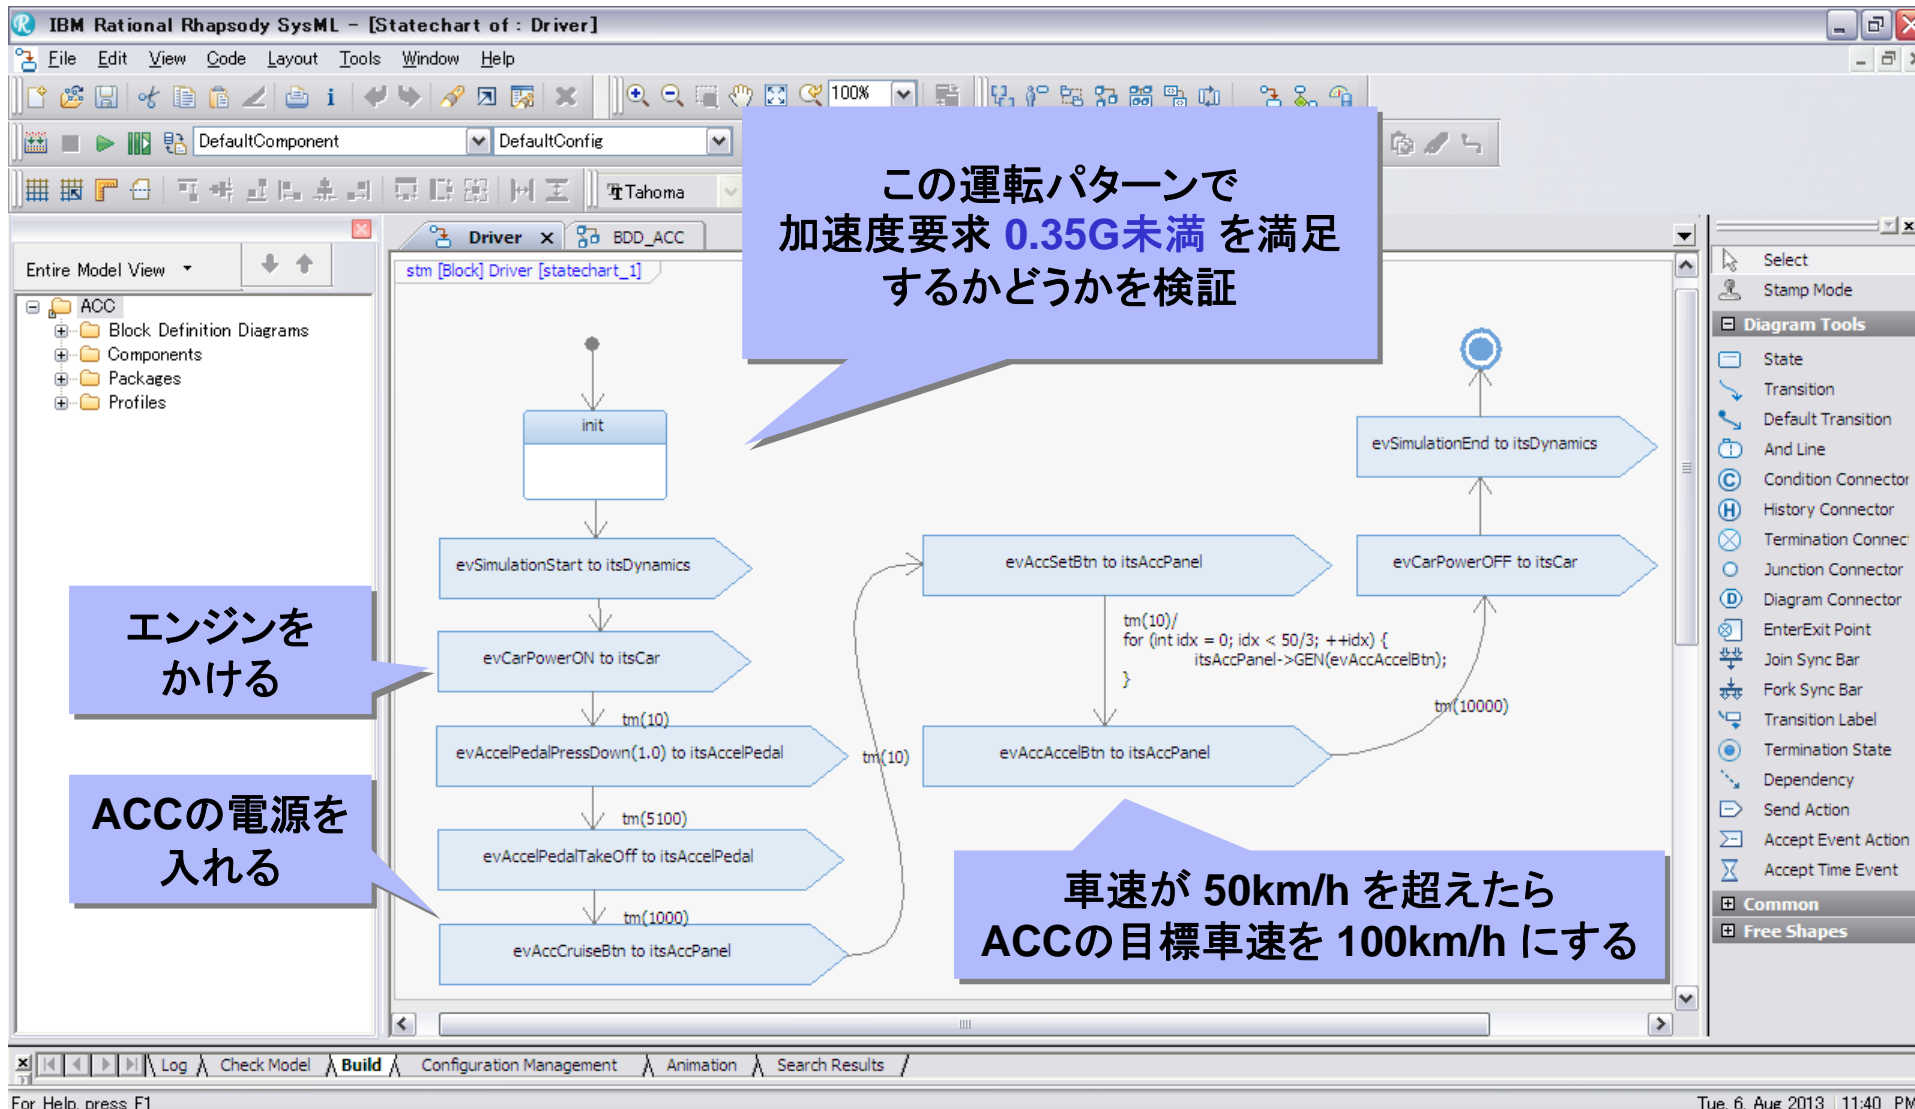 IBM Rational Rhapsody SysML - [Statechart of : Driver]
File Edit View Code Layout Tools Window Help
100%
DefaultComponent DefaultConfig
Tahoma
この運転パターンで
加速度要求 0.35G未満 を満足
するかどうかを検証
Entire Model View
ACC
Block Definition Diagrams
Components
Packages
Profiles
Driver BDD_ACC
stm [Block] Driver [statechart_1]
init
evSimulationStart to itsDynamics
evCarPowerON to itsCar
tm(10)
evAccelPedalPressDown(1.0) to itsAccelPedal
tm(5100)
evAccelPedalTakeOff to itsAccelPedal
tm(1000)
evAccCruiseBtn to itsAccPanel
tm(10)
evAccSetBtn to itsAccPanel
tm(10)/
for (int idx = 0; idx < 50/3; ++idx) {
itsAccPanel->GEN(evAccAccelBtn);
}
evAccAccelBtn to itsAccPanel
tm(10000)
evCarPowerOFF to itsCar
evSimulationEnd to itsDynamics
エンジンを
かける
ACCの電源を
入れる
車速が 50km/h を超えたら
ACCの目標車速を 100km/h にする
Select
Stamp Mode
Diagram Tools
State
Transition
Default Transition
And Line
Condition Connector
History Connector
Termination Connec
Junction Connector
Diagram Connector
EnterExit Point
Join Sync Bar
Fork Sync Bar
Transition Label
Termination State
Dependency
Send Action
Accept Event Action
Accept Time Event
Common
Free Shapes
Log Check Model Build Configuration Management Animation Search Results
For Help, press F1
Tue, 6, Aug 2013 11:40 PM